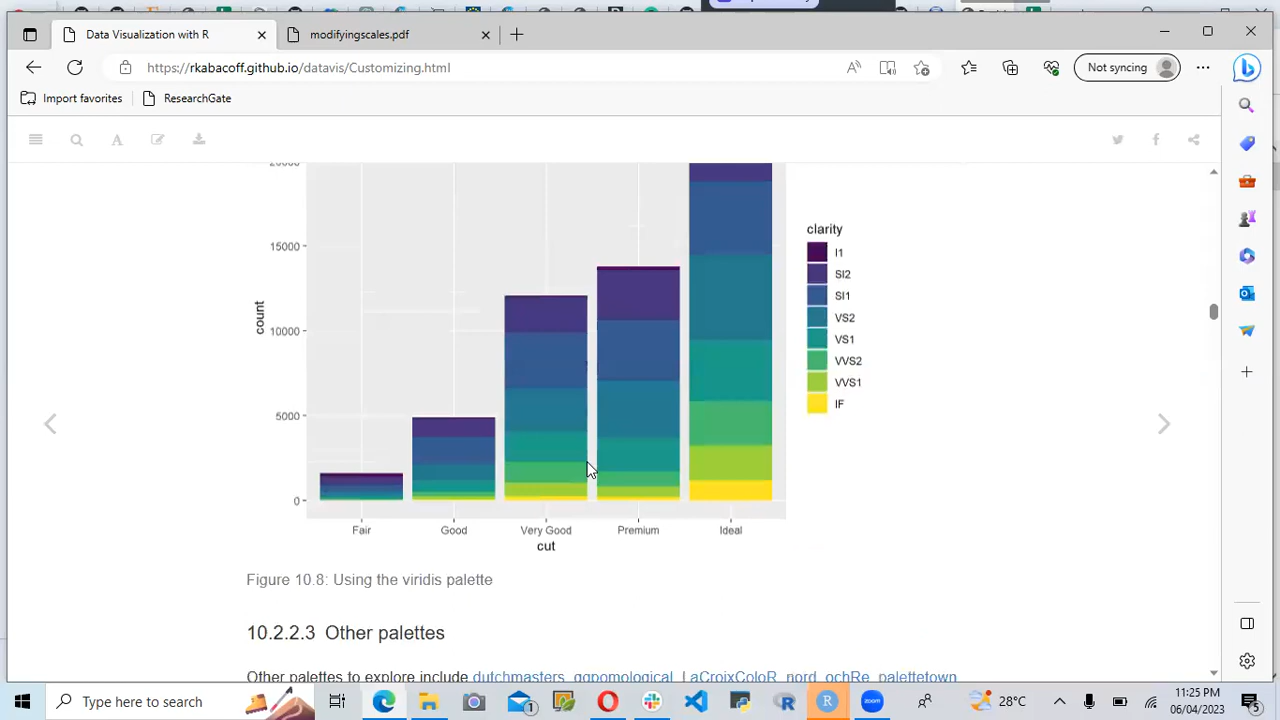 Data Visualization with R
modifyingscales.pdf
https://rkabacoff.github.io/datavis/Customizing.html
Not syncing
Import favorites
ResearchGate
20000
15000
10000
5000
0
count
Fair
Good
Very Good
Premium
Ideal
cut
clarity
I1
SI2
SI1
VS2
VS1
VVS2
VVS1
IF
Figure 10.8: Using the viridis palette
10.2.2.3 Other palettes
Other palettes to explore include dutchmasters, ggpomological, LaCroixColoR, nord, ochRe, palettetown
Type here to search
28°C
11:25 PM
06/04/2023